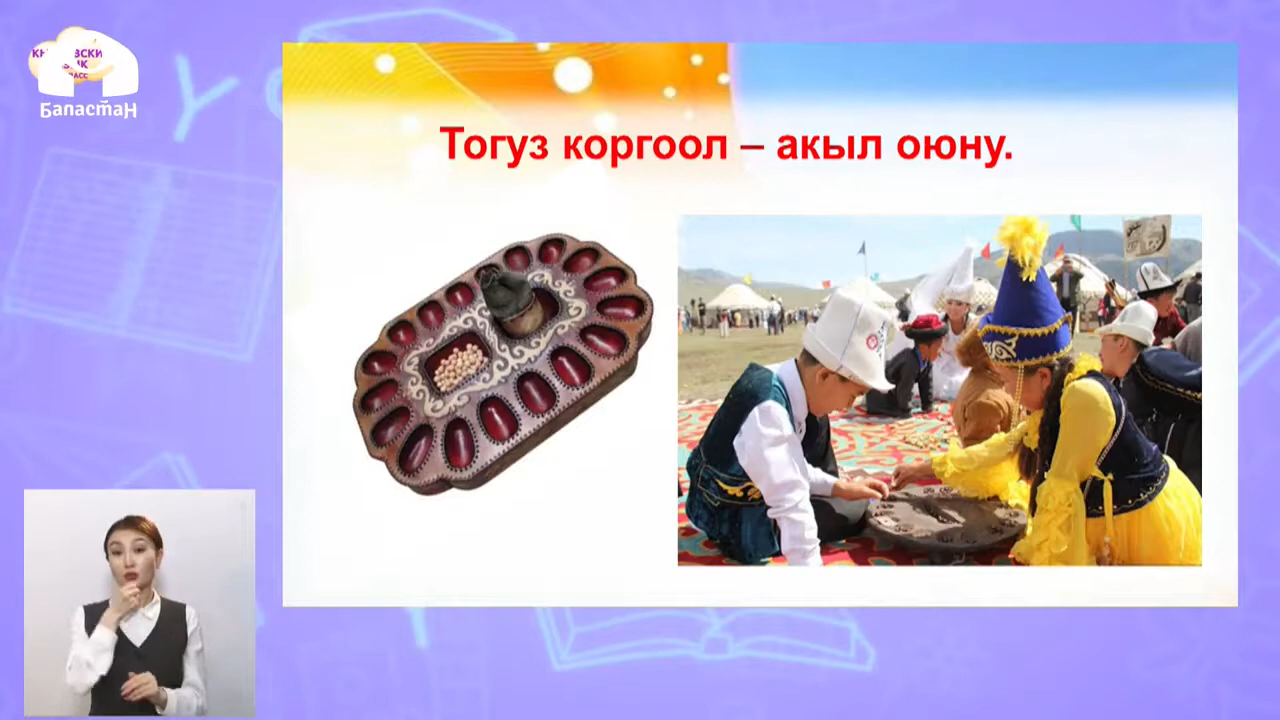 Баластан
Тогуз коргоол – акыл оюну.